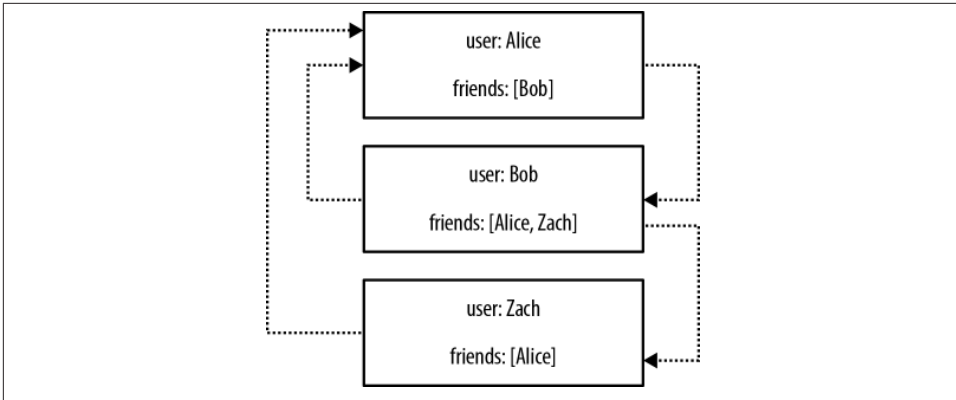 user: Alice
friends: [Bob]
user: Bob
friends: [Alice, Zach]
user: Zach
friends: [Alice]